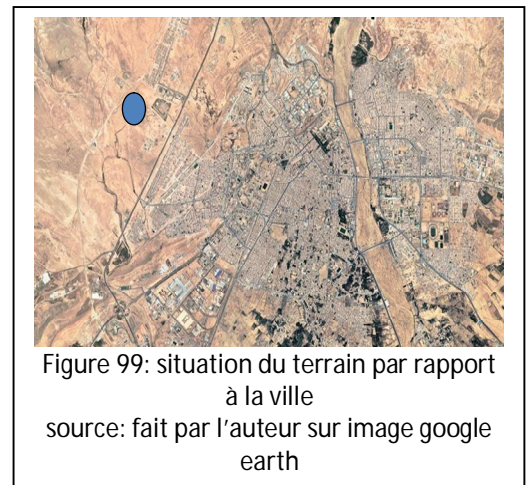 Figure 99: situation du terrain par rapport
à la ville
source: fait par l'auteur sur image google
earth